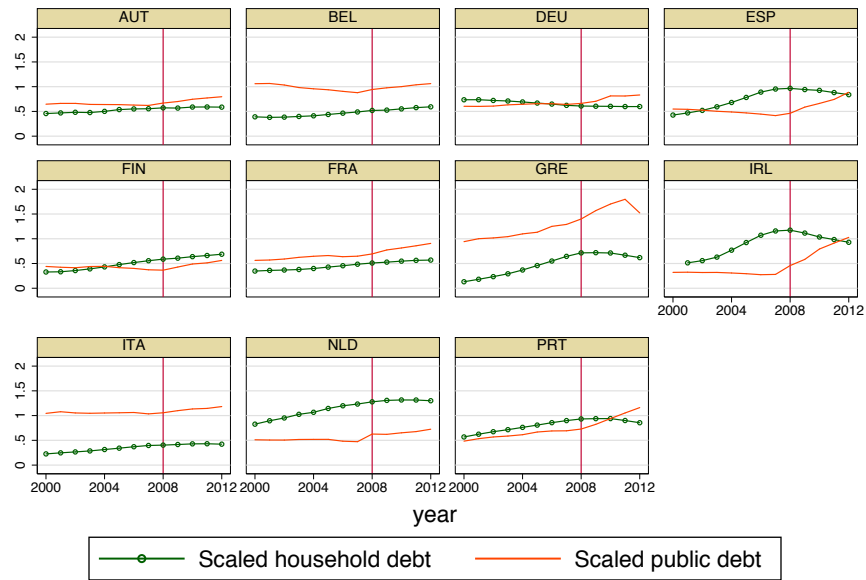 AUT BEL DEU ESP
0 .5 1 1.5 2
FIN FRA GRE IRL
0 .5 1 1.5 2
2000 2004 2008 2012
ITA NLD PRT
0 .5 1 1.5 2
2000 2004 2008 2012 2000 2004 2008 2012 2000 2004 2008 2012
year
Scaled household debt Scaled public debt